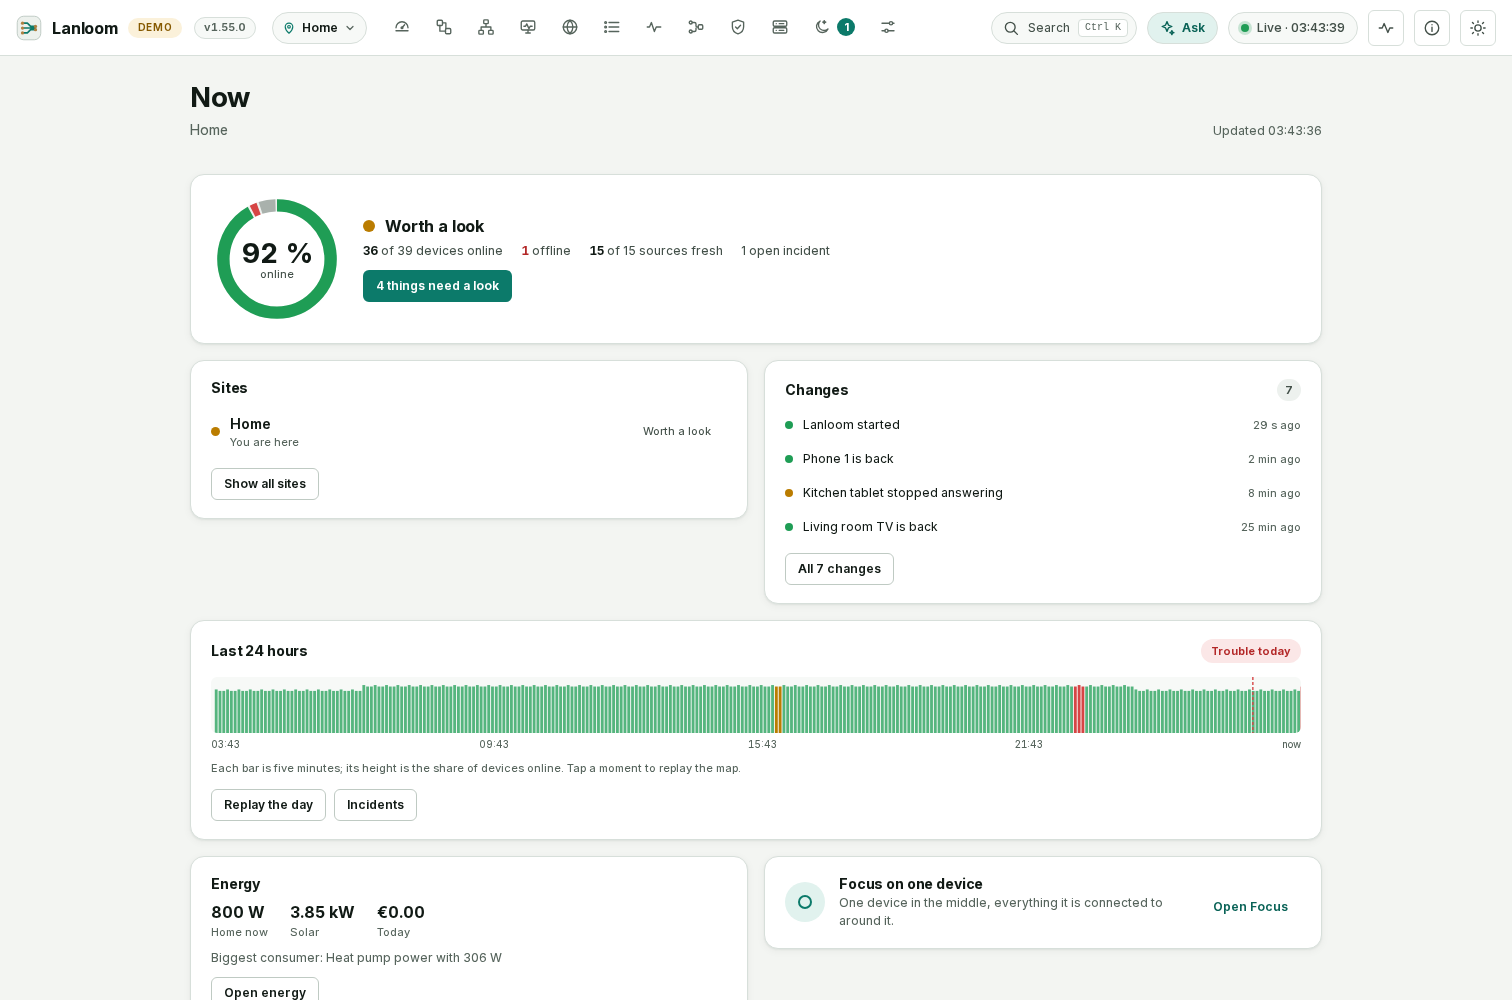 Lanloom DEMO v1.55.0 Home 1 Search Ctrl K Ask Live · 03:43:39
Now
Home
Updated 03:43:36
92 %
online
Worth a look
36 of 39 devices online 1 offline 15 of 15 sources fresh 1 open incident
4 things need a look
Sites
Home
You are here
Worth a look
Show all sites
Changes 7
Lanloom started 29 s ago
Phone 1 is back 2 min ago
Kitchen tablet stopped answering 8 min ago
Living room TV is back 25 min ago
All 7 changes
Last 24 hours Trouble today
03:43 09:43 15:43 21:43 now
Each bar is five minutes; its height is the share of devices online. Tap a moment to replay the map.
Replay the day Incidents
Energy
800 W 3.85 kW €0.00
Home now Solar Today
Biggest consumer: Heat pump power with 306 W
Open energy
Focus on one device
One device in the middle, everything it is connected to
around it.
Open Focus